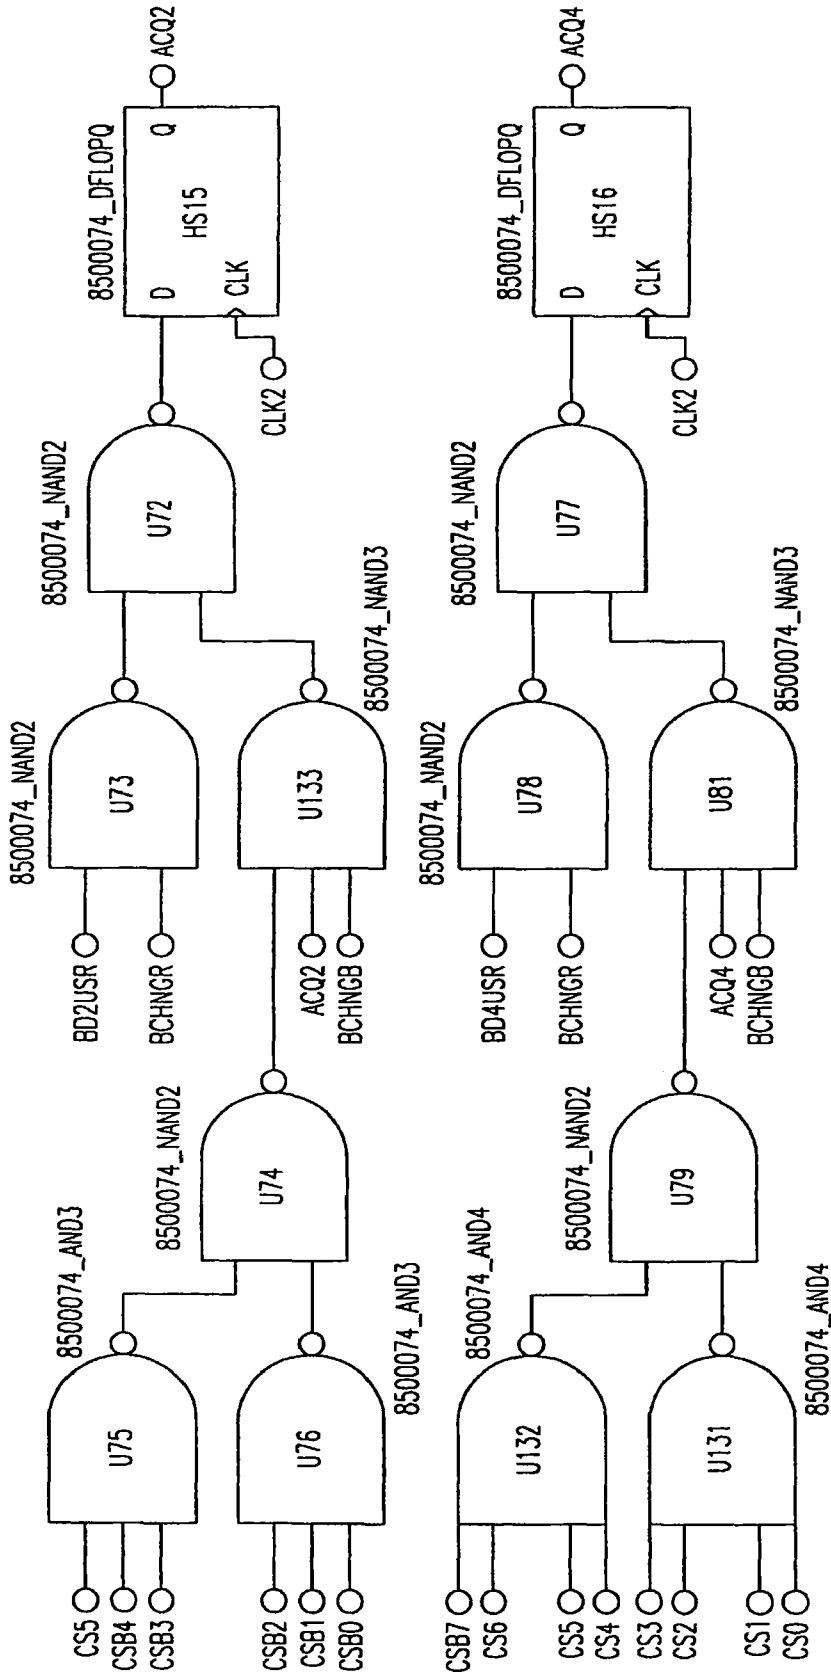 CS5
CSB4
CSB3
CSB2
CSB1
CSB0
8500074_AND3
U75
U76
8500074_AND3
8500074_NAND2
U74
BD2USR
BCHNGR
ACQ2
BCHNGB
8500074_NAND2
U73
U133
8500074_NAND3
8500074_NAND2
U72
CLK2
8500074_DFLOPQ
D
Q
HS15
CLK
ACQ2
CSB7
CS6
CS5
CS4
CS3
CS2
CS1
CS0
8500074_AND4
U132
U131
8500074_AND4
8500074_NAND2
U79
BD4USR
BCHNGR
ACQ4
BCHNGB
8500074_NAND2
U78
U81
8500074_NAND3
8500074_NAND2
U77
CLK2
8500074_DFLOPQ
D
Q
HS16
CLK
ACQ4